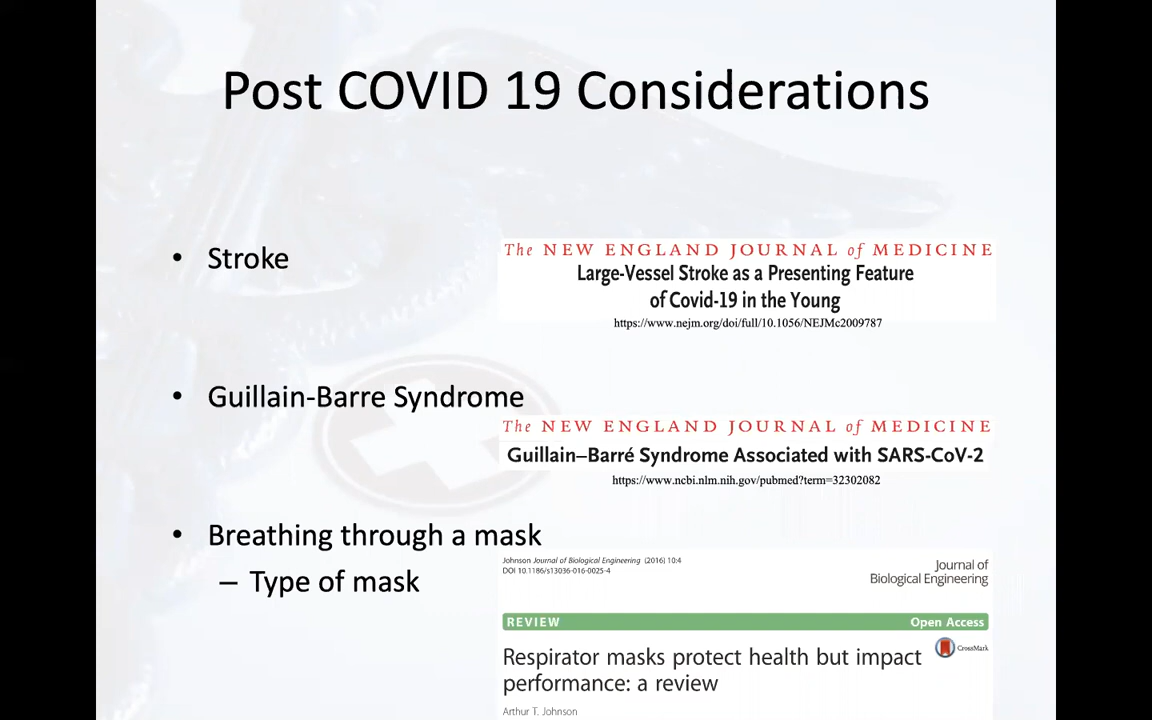 Post COVID 19 Considerations
• Stroke
The NEW ENGLAND JOURNAL of MEDICINE
Large-Vessel Stroke as a Presenting Feature
of Covid-19 in the Young
https://www.nejm.org/doi/full/10.1056/NEJMc2009787
• Guillain-Barre Syndrome
The NEW ENGLAND JOURNAL of MEDICINE
Guillain–Barré Syndrome Associated with SARS-CoV-2
https://www.ncbi.nlm.nih.gov/pubmed?term=32302082
• Breathing through a mask
– Type of mask
Johnson Journal of Biological Engineering (2016) 10:4
DOI 10.1186/s13036-016-0025-4
Journal of
Biological Engineering
REVIEW Open Access
Respirator masks protect health but impact
performance: a review
CrossMark
Arthur T. Johnson